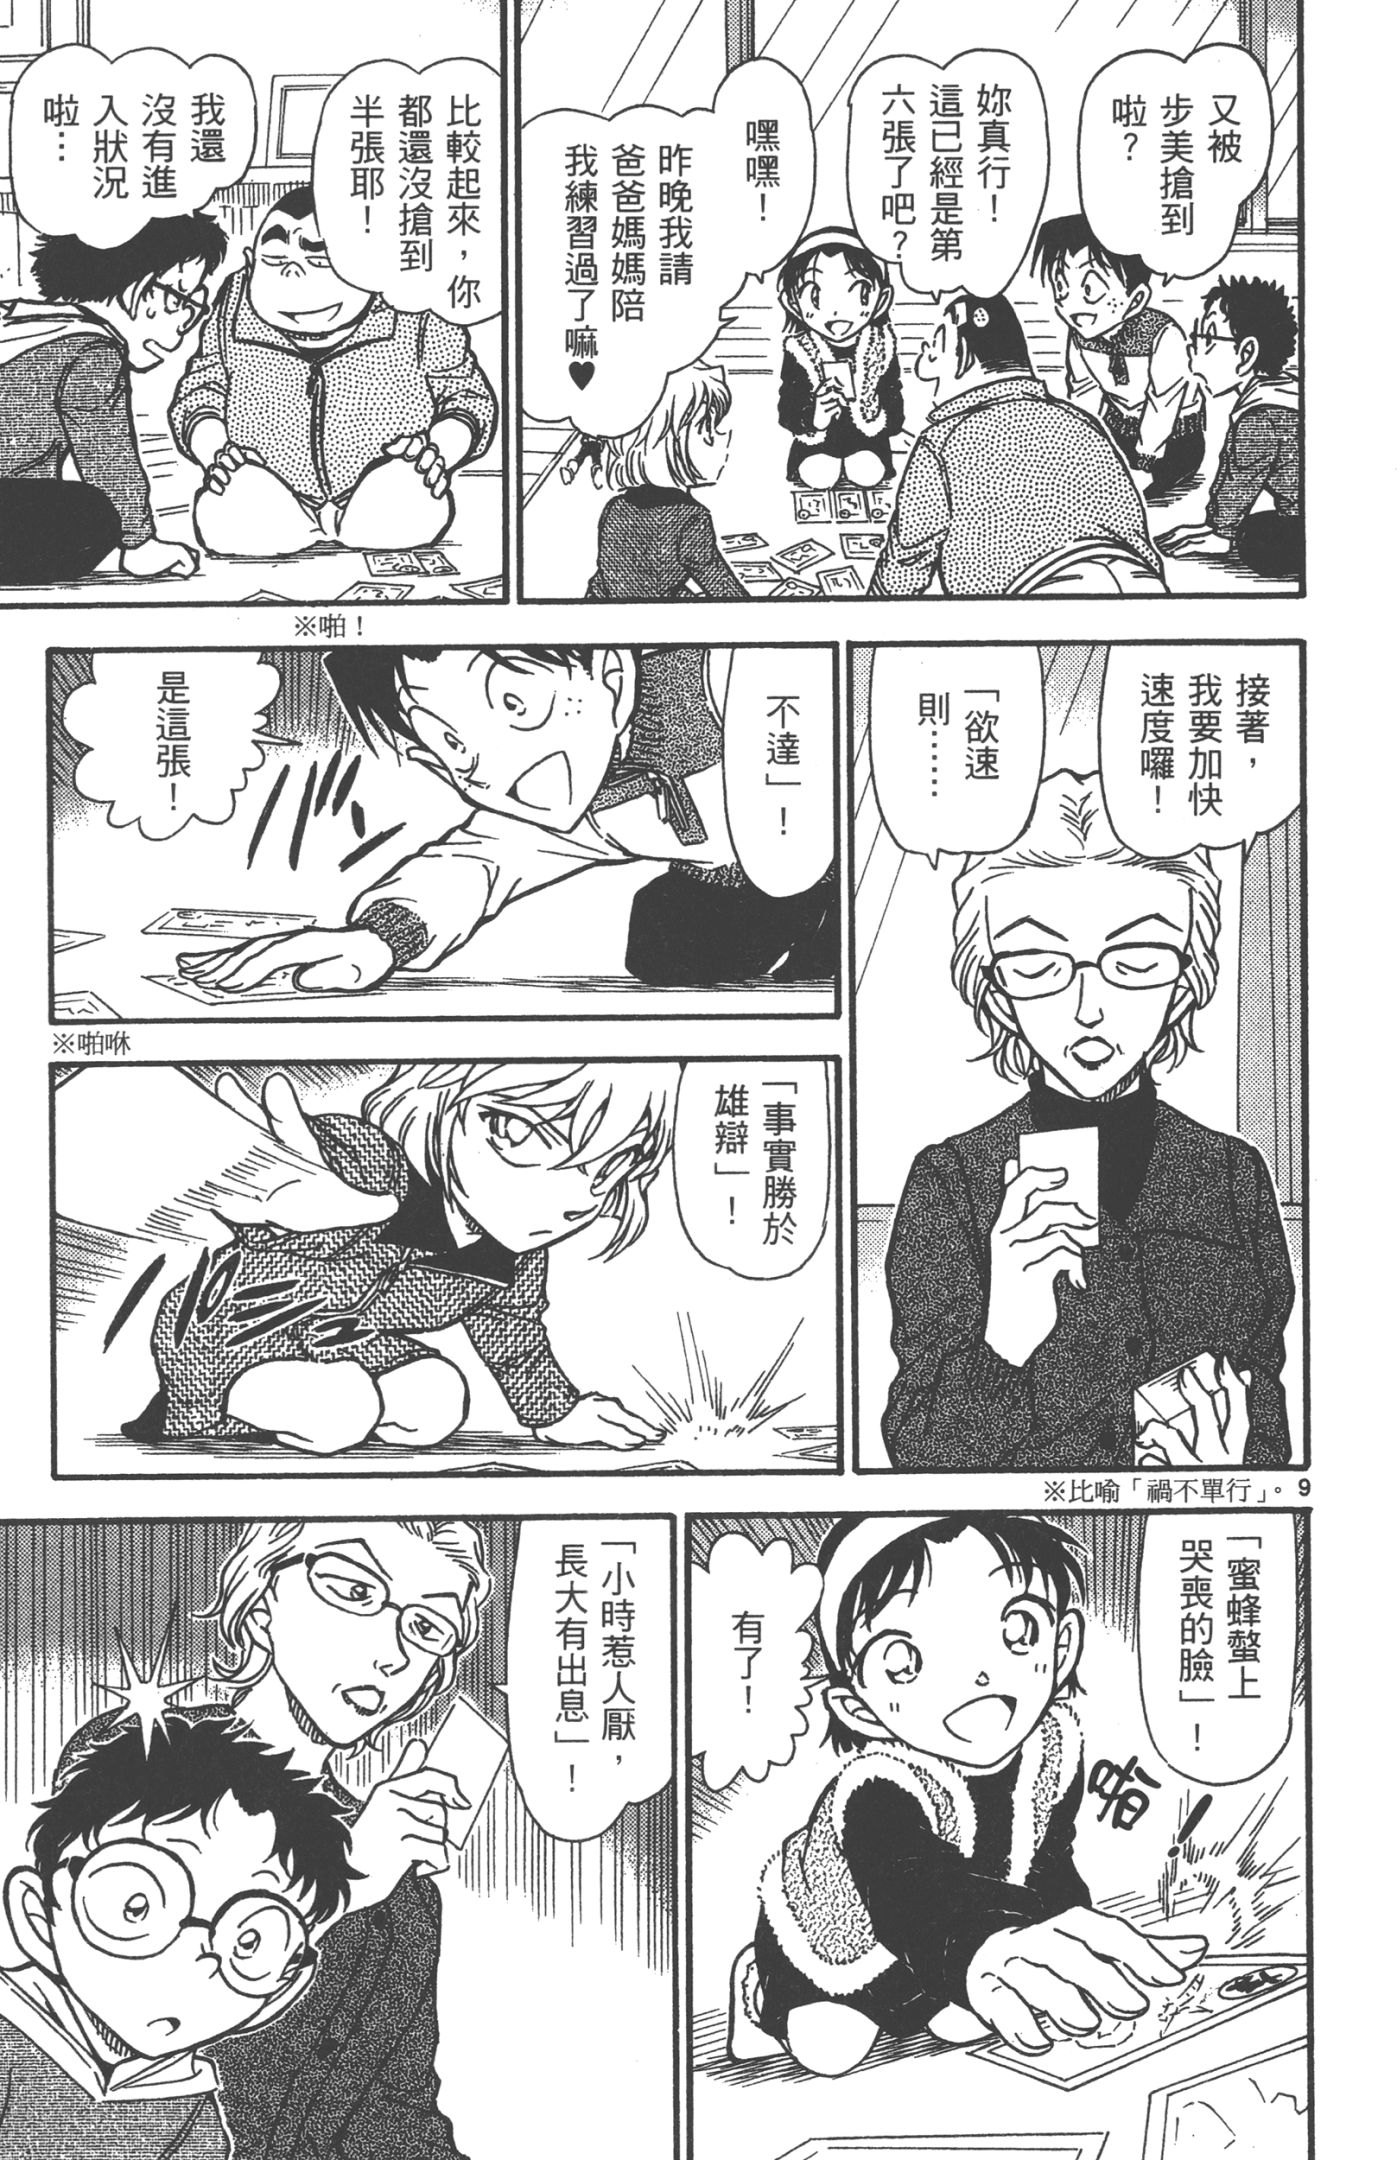 又被
步美搶到
啦？
妳真行！
這已經是第
六張了吧？
嘿嘿！
昨晚我請
爸爸媽媽陪
我練習過了嘛♥
比較起來，你
都還沒搶到
半張耶！
我還
沒有進
入狀況
啦…
※啪！
接著，
我要加快
速度囉！
「欲速
則……
不達」！
是這張！
バン
※啪咻
「事實勝於
雄辯」！
パシュ
※比喻「禍不單行」。
9
「蜜蜂螫上
哭喪的臉」！
有了！
啪！
「小時惹人厭，
長大有出息」！